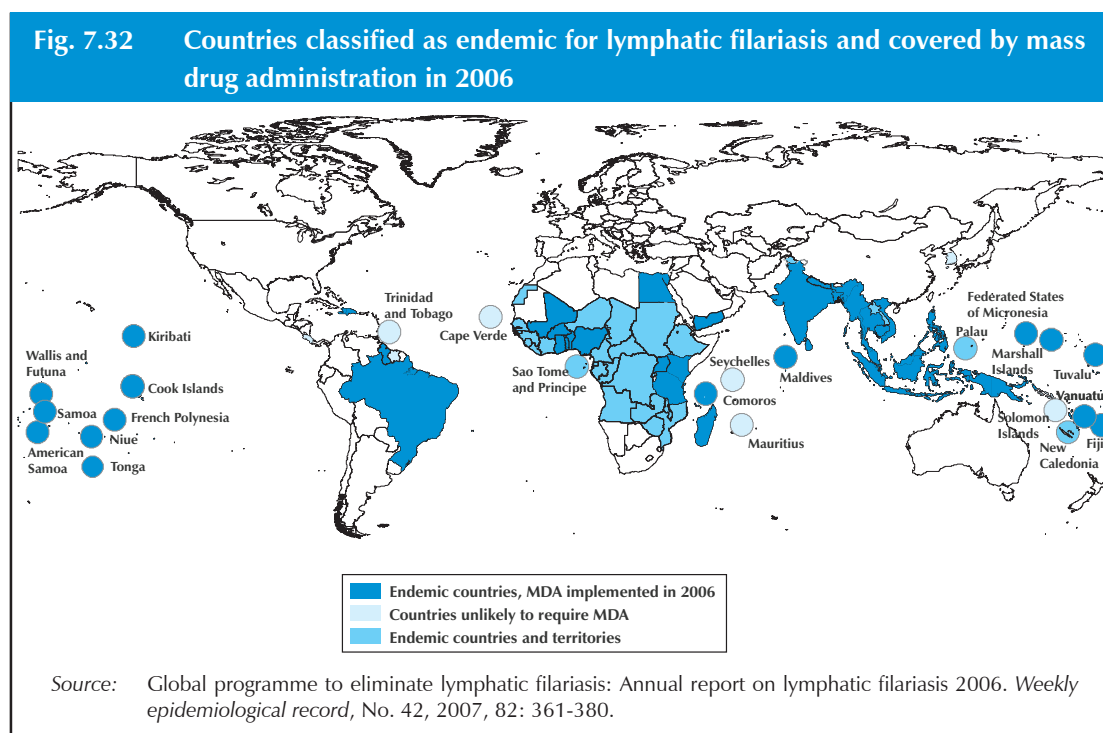 Fig. 7.32 Countries classified as endemic for lymphatic filariasis and covered by mass
drug administration in 2006
Trinidad
and Tobago
Cape Verde
Sao Tome
and Principe
Seychelles
Comoros
Mauritius
Maldives
Federated States
of Micronesia
Palau
Marshall
Islands
Tuvalu
Vanuatu
Solomon
Islands
Fiji
New
Caledonia
Kiribati
Wallis and
Futuna
Cook Islands
Samoa
French Polynesia
Niue
American
Samoa
Tonga
Endemic countries, MDA implemented in 2006
Countries unlikely to require MDA
Endemic countries and territories
Source: Global programme to eliminate lymphatic filariasis: Annual report on lymphatic filariasis 2006. Weekly
epidemiological record, No. 42, 2007, 82: 361-380.